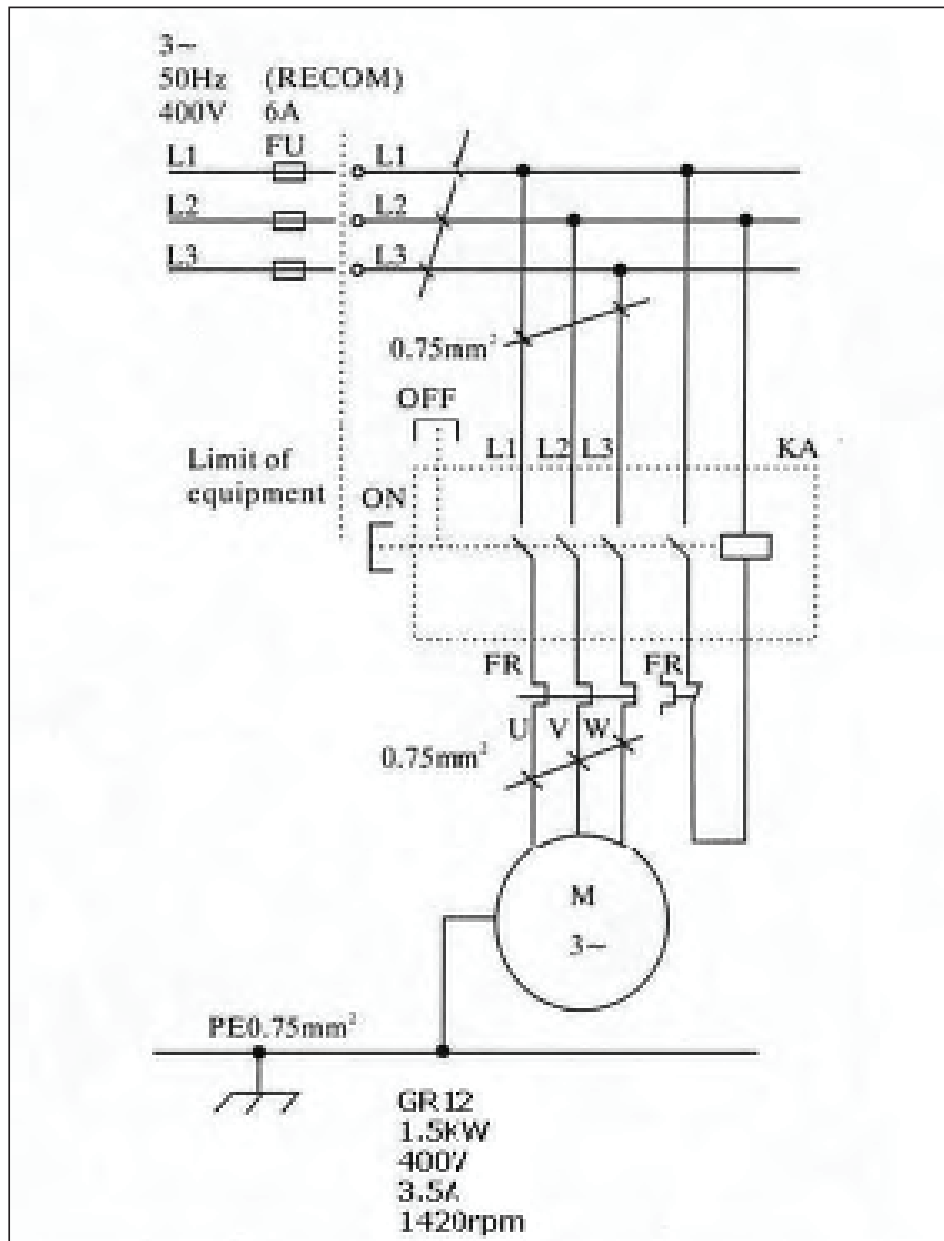 3~
50Hz (RECOM)
400V 6A
FU
L1 L1
L2 L2
L3 L3
0.75mm²
OFF
L1 L2 L3 KA
Limit of
equipment
ON
FR FR
U V W
0.75mm²
M
3~
PE0.75mm²
GR12
1.5kW
400V
3.5A
1420rpm